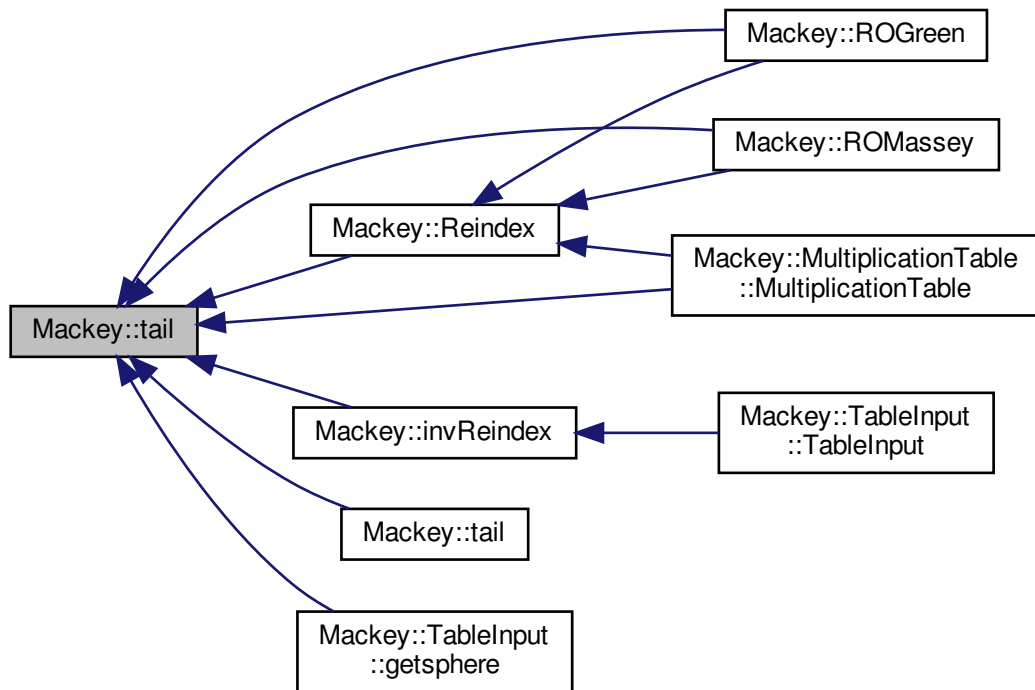 Mackey::ROGreen
Mackey::ROMassey
Mackey::Reindex
Mackey::MultiplicationTable
::MultiplicationTable
Mackey::tail
Mackey::invReindex
Mackey::TableInput
::TableInput
Mackey::tail
Mackey::TableInput
::getsphere